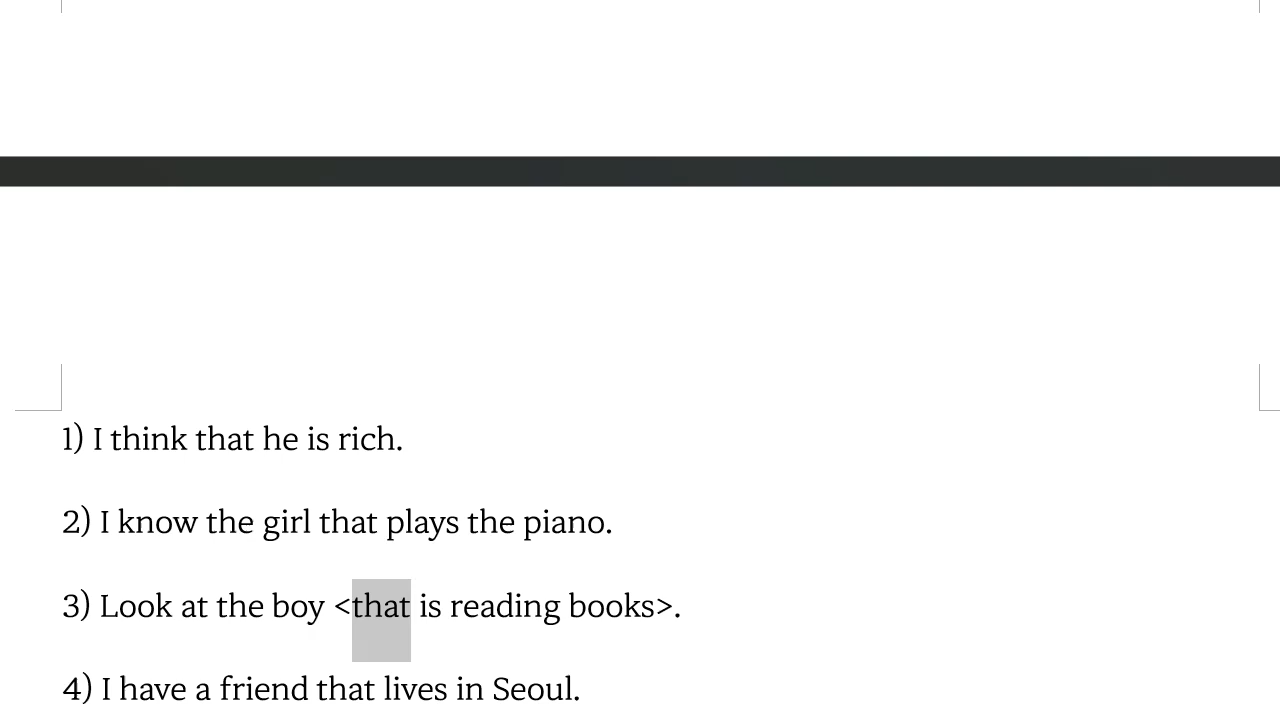 1) I think that he is rich.
2) I know the girl that plays the piano.
3) Look at the boy <that is reading books>.
4) I have a friend that lives in Seoul.